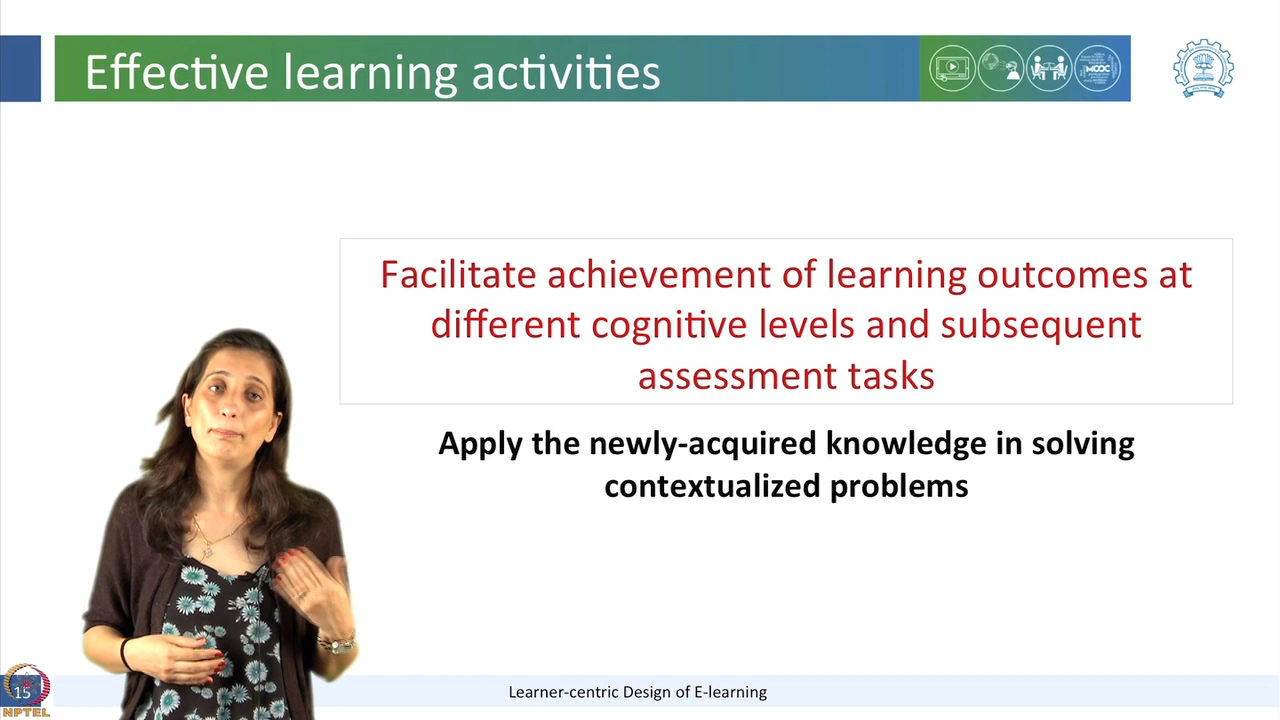 Effective learning activities
MOOC
Facilitate achievement of learning outcomes at
different cognitive levels and subsequent
assessment tasks
Apply the newly-acquired knowledge in solving
contextualized problems
15
NPTEL
Learner-centric Design of E-learning